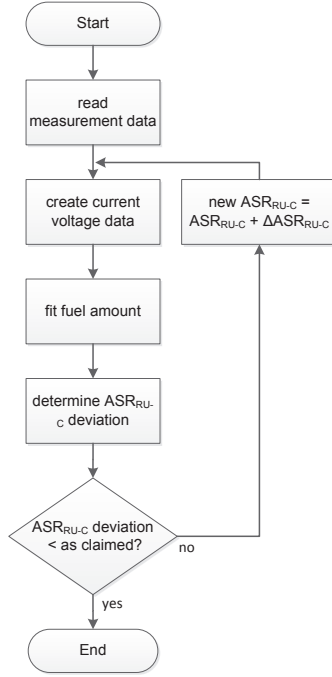 Start
read
measurement data
create current
voltage data
new ASRRU-C =
ASRRU-C + ΔASRRU-C
fit fuel amount
determine ASRRU-
C deviation
ASRRU-C deviation
< as claimed?
no
yes
End